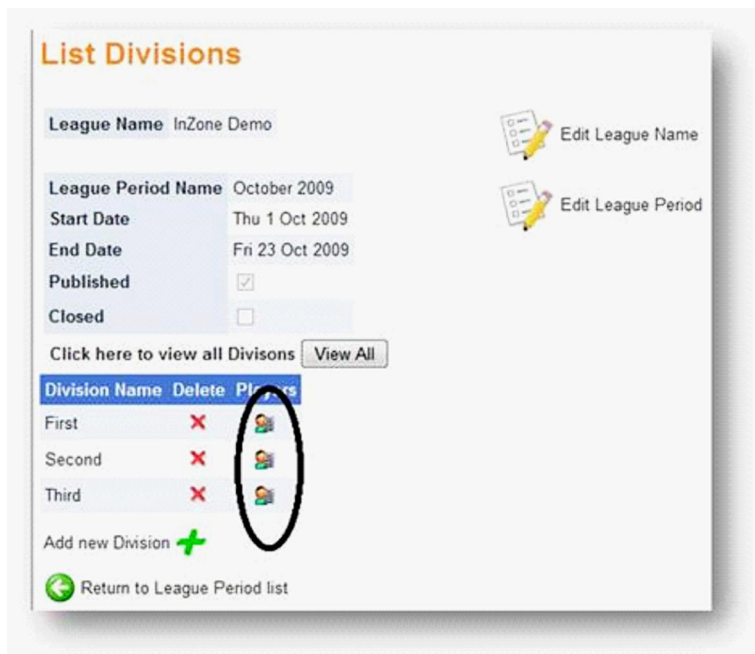 List Divisions
League Name InZone Demo
Edit League Name
League Period Name October 2009
Edit League Period
Start Date Thu 1 Oct 2009
End Date Fri 23 Oct 2009
Published
Closed
Click here to view all Divisons View All
Division Name Delete Players
First
Second
Third
Add new Division
Return to League Period list